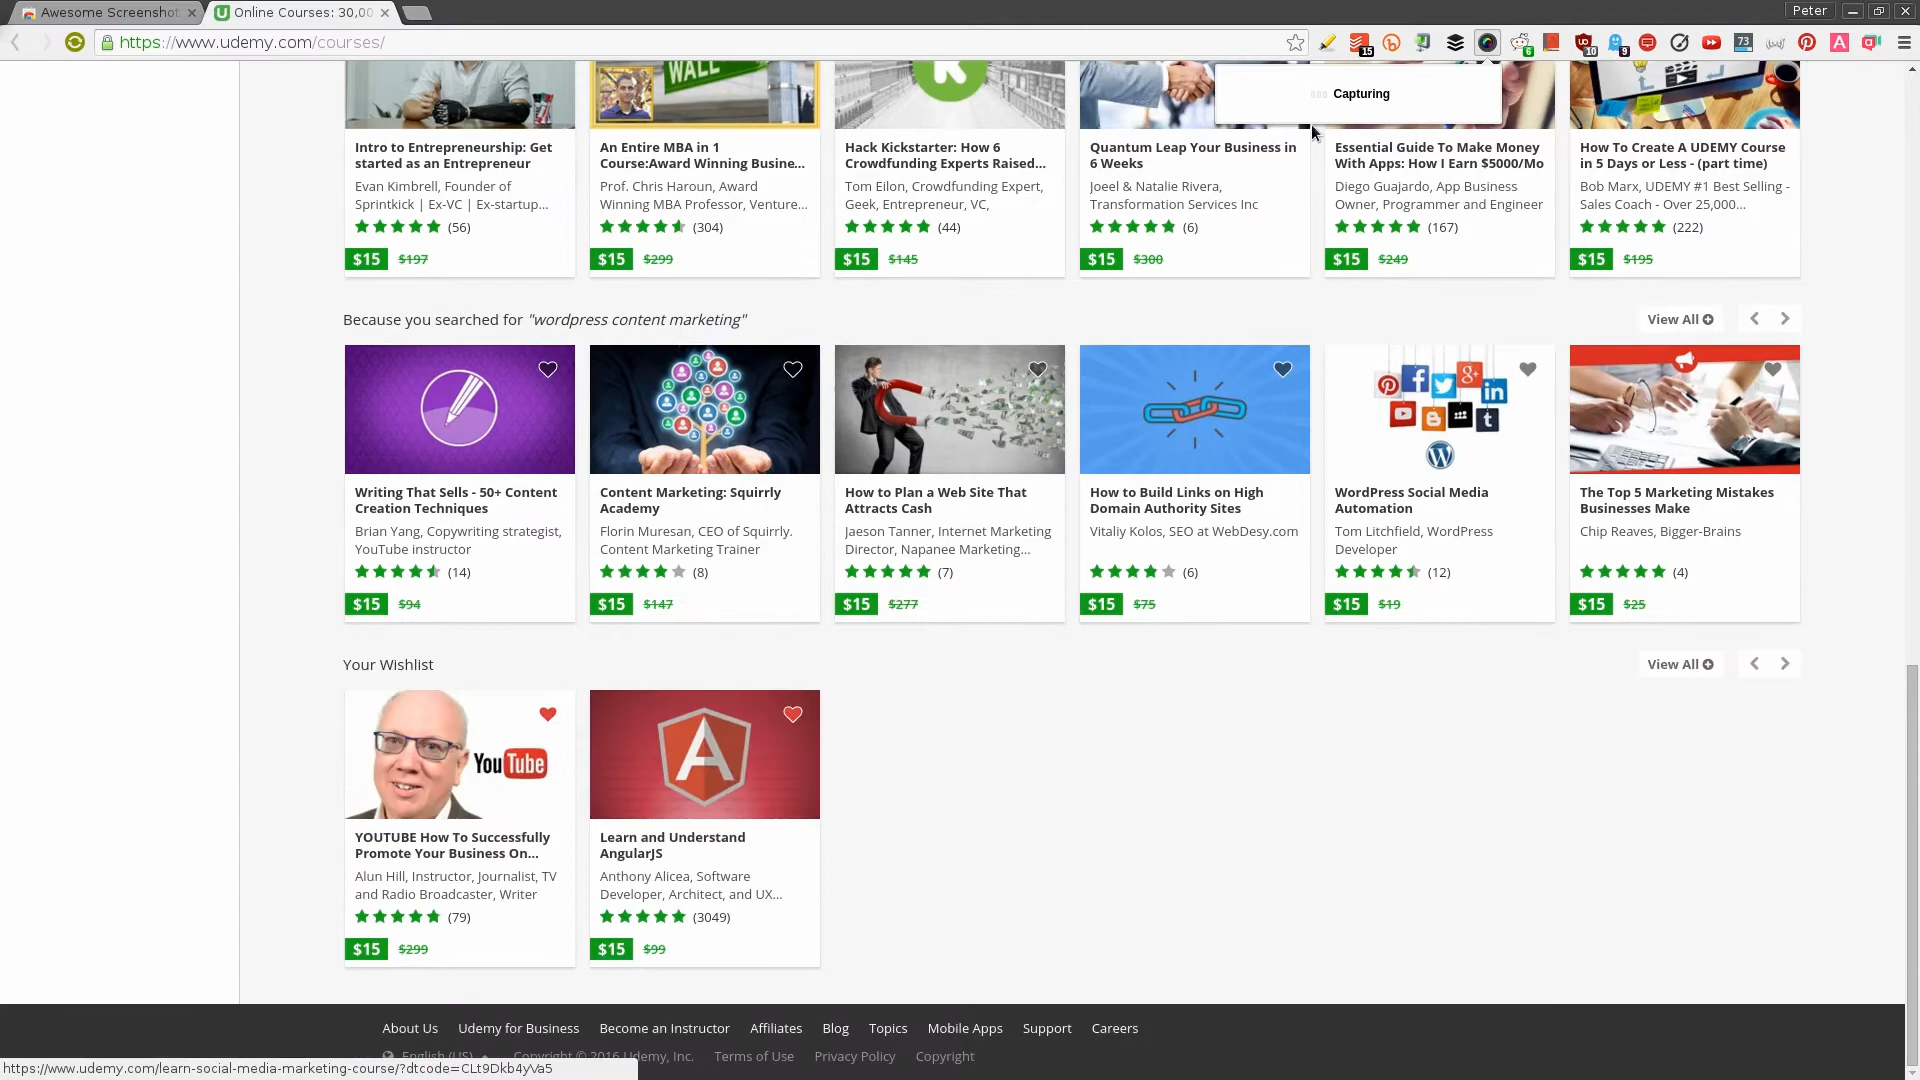 Awesome Screenshot
Online Courses: 30,00
Peter
https://www.udemy.com/courses/
15
6
10
9
73
Capturing
WALL
Intro to Entrepreneurship: Get
started as an Entrepreneur
Evan Kimbrell, Founder of
Sprintkick | Ex-VC | Ex-startup...
(56)
$15 $197
An Entire MBA in 1
Course:Award Winning Busine...
Prof. Chris Haroun, Award
Winning MBA Professor, Venture...
(304)
$15 $299
Hack Kickstarter: How 6
Crowdfunding Experts Raised...
Tom Eilon, Crowdfunding Expert,
Geek, Entrepreneur, VC,
(44)
$15 $145
Quantum Leap Your Business in
6 Weeks
Joeel & Natalie Rivera,
Transformation Services Inc
(6)
$15 $300
Essential Guide To Make Money
With Apps: How I Earn $5000/Mo
Diego Guajardo, App Business
Owner, Programmer and Engineer
(167)
$15 $249
How To Create A UDEMY Course
in 5 Days or Less - (part time)
Bob Marx, UDEMY #1 Best Selling -
Sales Coach - Over 25,000...
(222)
$15 $195
Because you searched for "wordpress content marketing"
View All
Writing That Sells - 50+ Content
Creation Techniques
Brian Yang, Copywriting strategist,
YouTube instructor
(14)
$15 $94
Content Marketing: Squirrly
Academy
Florin Muresan, CEO of Squirrly.
Content Marketing Trainer
(8)
$15 $147
How to Plan a Web Site That
Attracts Cash
Jaeson Tanner, Internet Marketing
Director, Napanee Marketing...
(7)
$15 $277
How to Build Links on High
Domain Authority Sites
Vitaliy Kolos, SEO at WebDesy.com
(6)
$15 $75
WordPress Social Media
Automation
Tom Litchfield, WordPress
Developer
(12)
$15 $19
The Top 5 Marketing Mistakes
Businesses Make
Chip Reaves, Bigger-Brains
(4)
$15 $25
Your Wishlist
View All
YouTube
YOUTUBE How To Successfully
Promote Your Business On...
Alun Hill, Instructor, Journalist, TV
and Radio Broadcaster, Writer
(79)
$15 $299
Learn and Understand
AngularJS
Anthony Alicea, Software
Developer, Architect, and UX...
(3049)
$15 $99
About Us Udemy for Business Become an Instructor Affiliates Blog Topics Mobile Apps Support Careers
English (US) Copyright © 2016 Udemy, Inc. Terms of Use Privacy Policy Copyright
https://www.udemy.com/learn-social-media-marketing-course/?dtcode=CLt9Dkb4yVa5